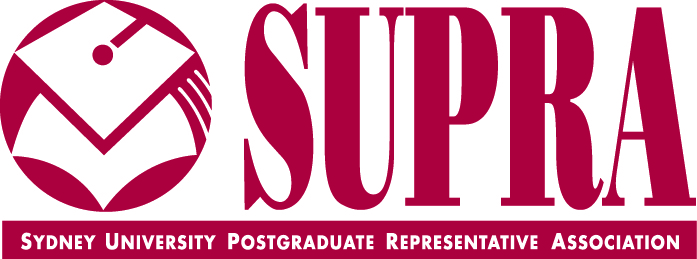 SUPRA
SYDNEY UNIVERSITY POSTGRADUATE REPRESENTATIVE ASSOCIATION